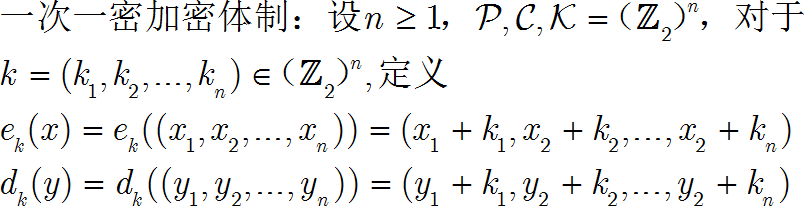 一次一密加密体制：设n ≥ 1，𝒫,𝒞,𝒦 = (ℤ₂)ⁿ，对于
k = (k₁,k₂,...,kₙ) ∈ (ℤ₂)ⁿ,定义
eₖ(x) = eₖ((x₁,x₂,...,xₙ)) = (x₁ + k₁,x₂ + k₂,...,x₂ + kₙ)
dₖ(y) = dₖ((y₁,y₂,...,yₙ)) = (y₁ + k₁,y₂ + k₂,...,y₂ + kₙ)